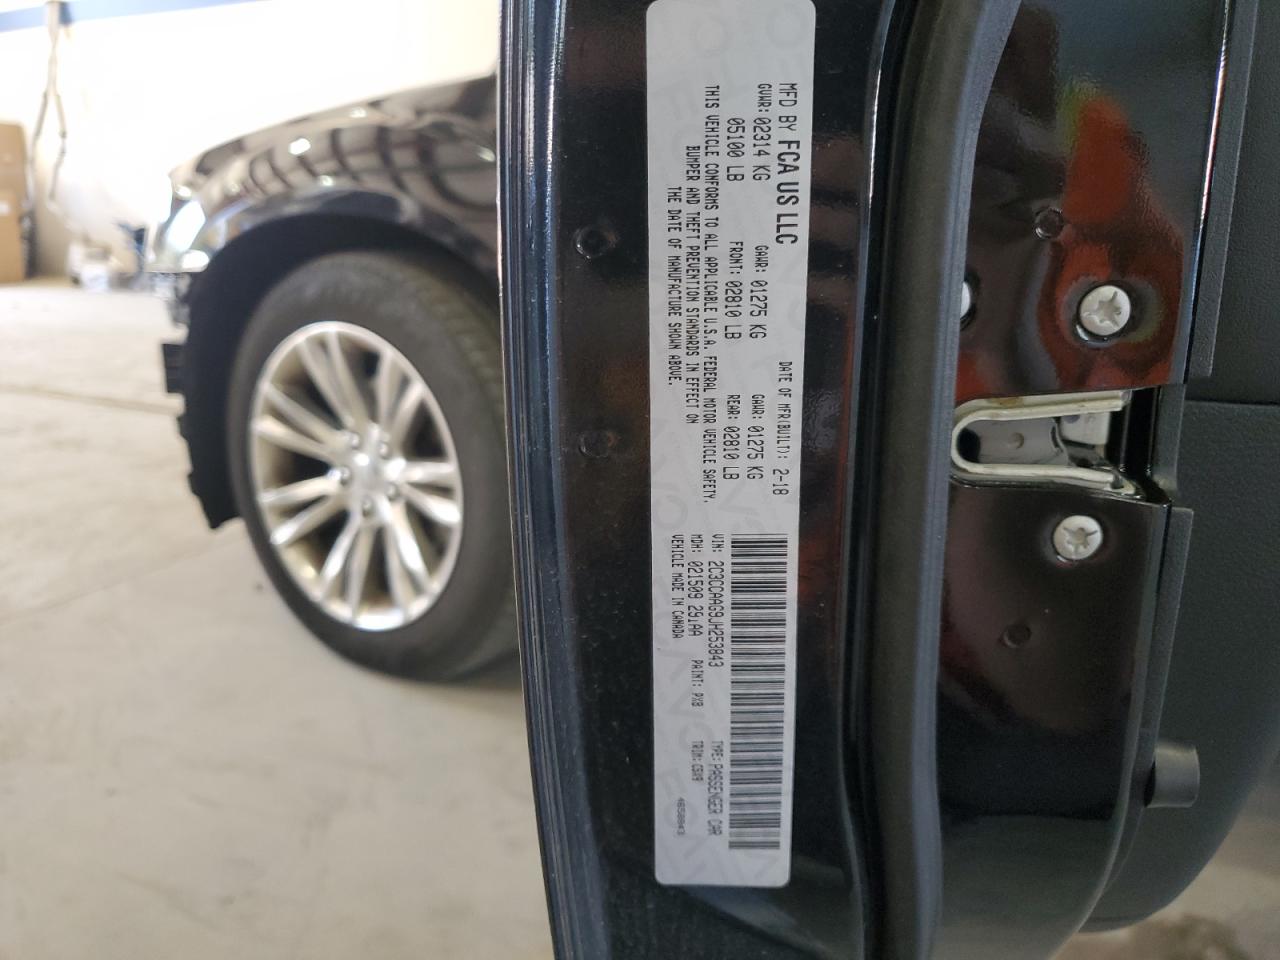 MFD BY FCA US LLC
DATE OF MFR(BUILT): 2-18
GVWR: 02314 KG GAWR: 01275 KG GAWR: 01275 KG
05100 LB FRONT: 02810 LB REAR: 02810 LB
THIS VEHICLE CONFORMS TO ALL APPLICABLE U.S.A. FEDERAL MOTOR VEHICLE SAFETY,
BUMPER AND THEFT PREVENTION STANDARDS IN EFFECT ON
THE DATE OF MANUFACTURE SHOWN ABOVE.
VIN: 2C3CCAAG9JH253843 TYPE: PASSENGER CAR
MDH: 021509 29:AA PAINT: PX8 TRIM: C6X9
VEHICLE MADE IN CANADA